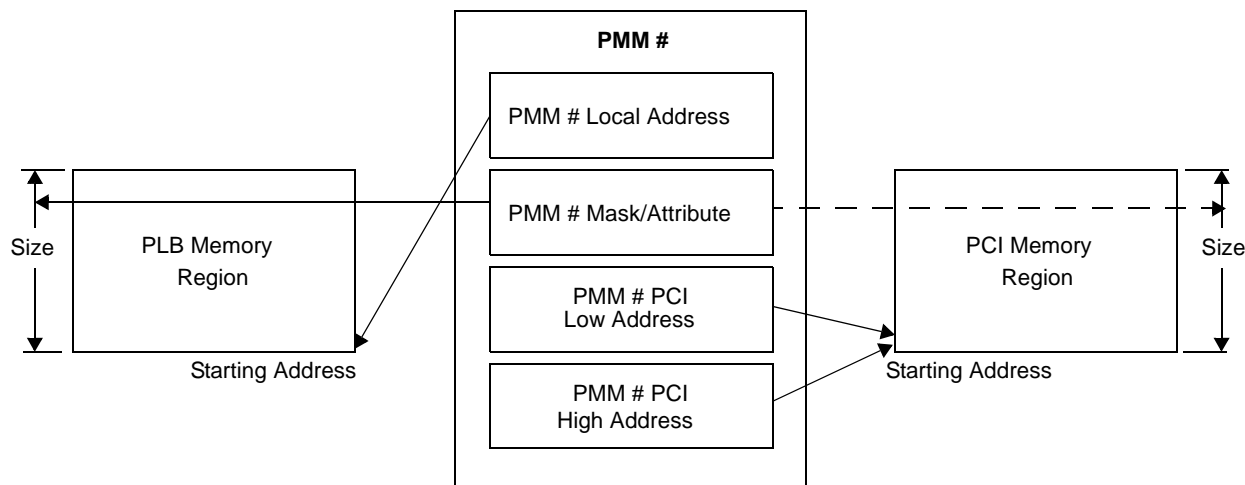 PMM #
PMM # Local Address
PMM # Mask/Attribute
Size
PLB Memory
Region
PCI Memory
Region
Size
PMM # PCI
Low Address
Starting Address
Starting Address
PMM # PCI
High Address